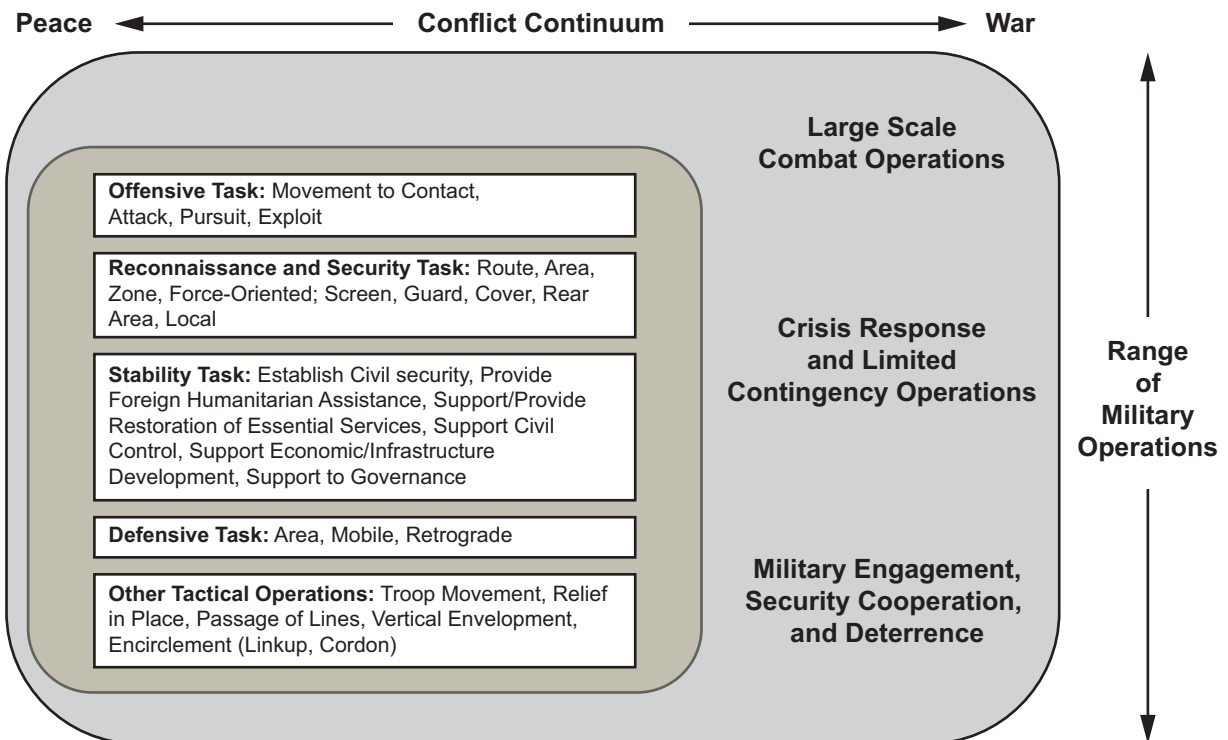 Peace Conflict Continuum War
Large Scale
Combat Operations
Offensive Task: Movement to Contact,
Attack, Pursuit, Exploit
Reconnaissance and Security Task: Route, Area,
Zone, Force-Oriented; Screen, Guard, Cover, Rear
Area, Local
Stability Task: Establish Civil security, Provide
Foreign Humanitarian Assistance, Support/Provide
Restoration of Essential Services, Support Civil
Control, Support Economic/Infrastructure
Development, Support to Governance
Defensive Task: Area, Mobile, Retrograde
Other Tactical Operations: Troop Movement, Relief
in Place, Passage of Lines, Vertical Envelopment,
Encirclement (Linkup, Cordon)
Crisis Response
and Limited
Contingency Operations
Military Engagement,
Security Cooperation,
and Deterrence
Range
of
Military
Operations